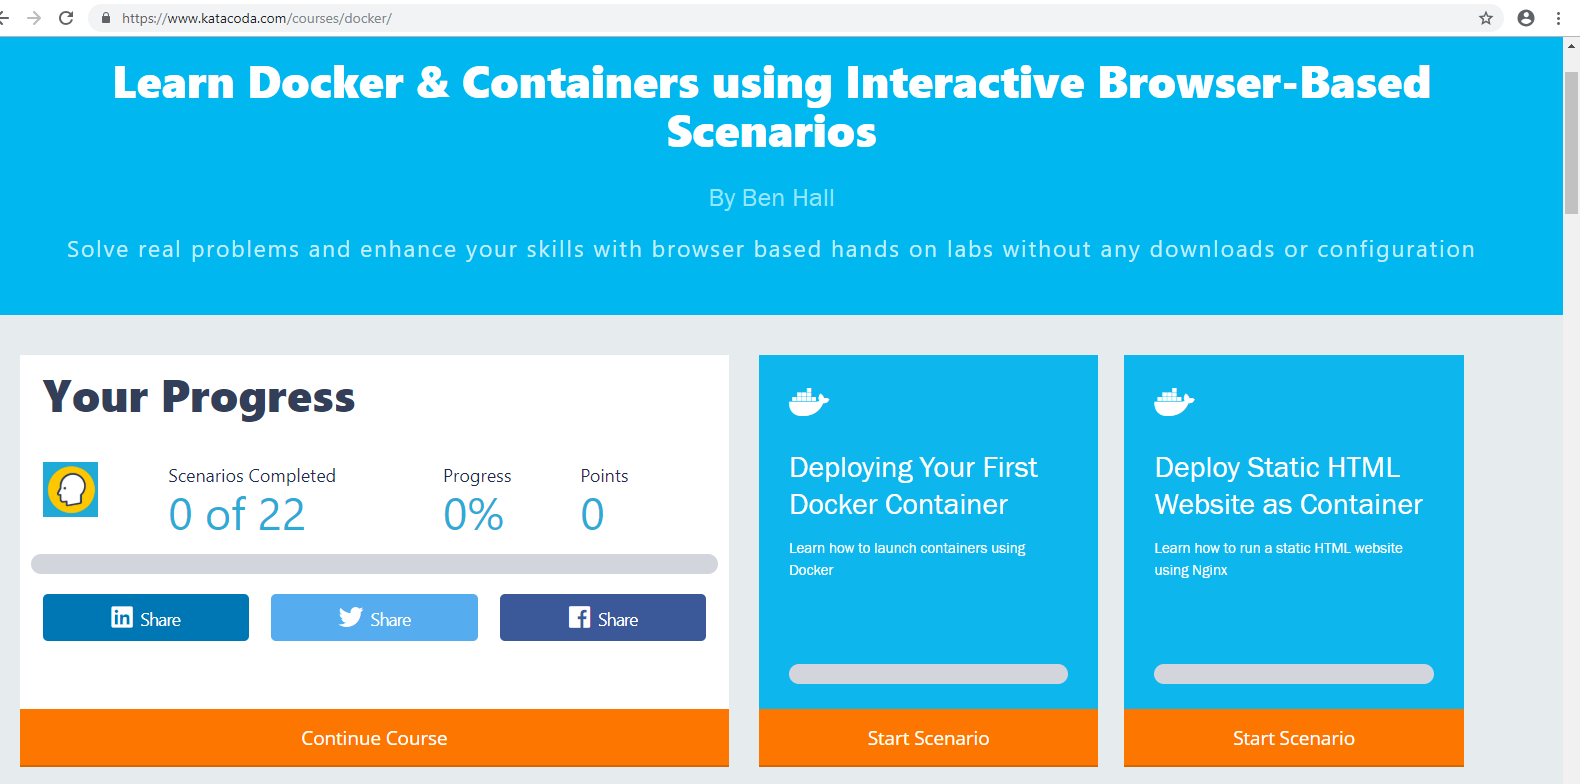 https://www.katacoda.com/courses/docker/
Learn Docker & Containers using Interactive Browser-Based
Scenarios
By Ben Hall
Solve real problems and enhance your skills with browser based hands on labs without any downloads or configuration
Your Progress
Scenarios Completed
0 of 22
Progress
0%
Points
0
Share
Share
Share
Continue Course
Deploying Your First
Docker Container
Learn how to launch containers using
Docker
Start Scenario
Deploy Static HTML
Website as Container
Learn how to run a static HTML website
using Nginx
Start Scenario